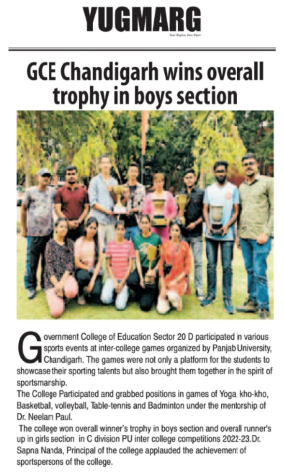 YUGMARG
GCE Chandigarh wins overall
trophy in boys section
Government College of Education Sector 20 D participated in various
sports events at inter-college games organized by Panjab University,
Chandigarh. The games were not only a platform for the students to
showcase their sporting talents but also brought them together in the spirit of
sportsmarship.
The College Participated and grabbed positions in games of Yoga kho-kho,
Basketbal, volleyball, Table-tennis and Badminton under the mentorship of
Dr. Neelam Paul.
The college won overall winner's trophy in boys section and overall runner's
up in girls section in C division PU inter college competitions 2022-23.Dr.
Sapna Nanda, Principal of the college applauded the achievement of
sportspersons of the college.